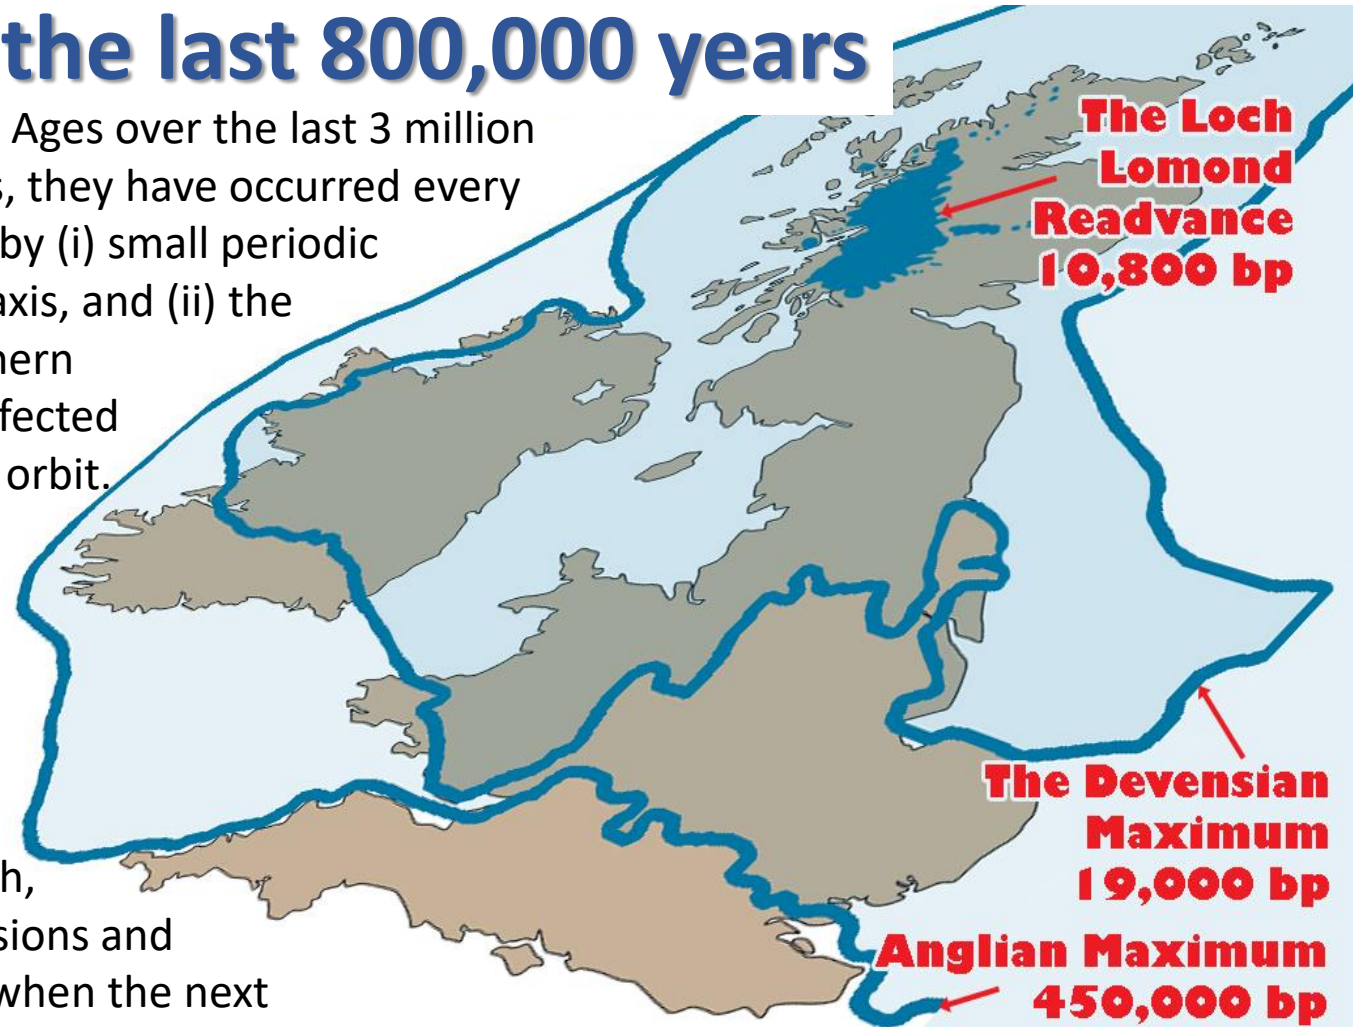 the last 800,000 years
Ages over the last 3 million
s, they have occurred every
by (i) small periodic
axis, and (ii) the
hern
fected
orbit.
h,
sions and
when the next
The Loch
Lomond
Readvance
10,800 bp
The Devensian
Maximum
19,000 bp
Anglian Maximum
450,000 bp